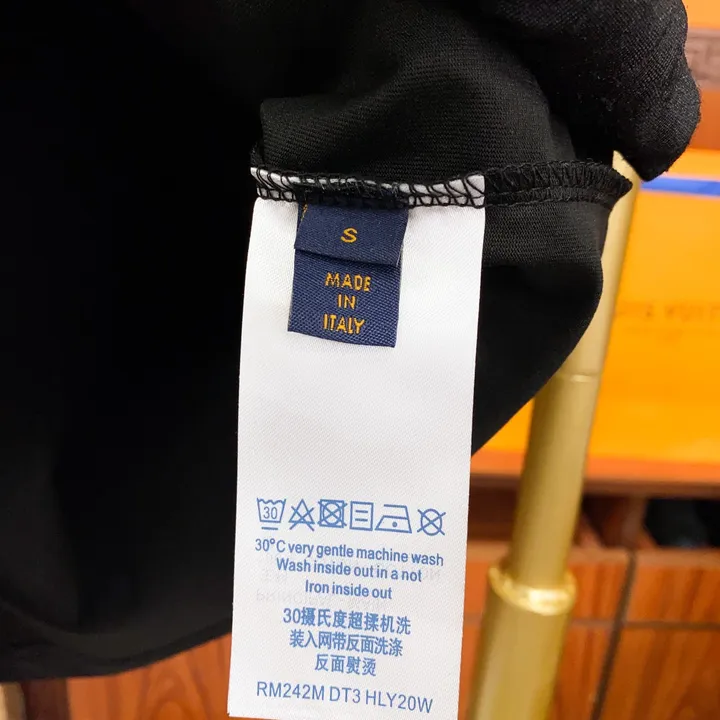 S
MADE
IN
ITALY
30
30°C very gentle machine wash
Wash inside out in a not
Iron inside out
30摄氏度超揉机洗
装入网带反面洗涤
反面熨烫
RM242M DT3 HLY20W